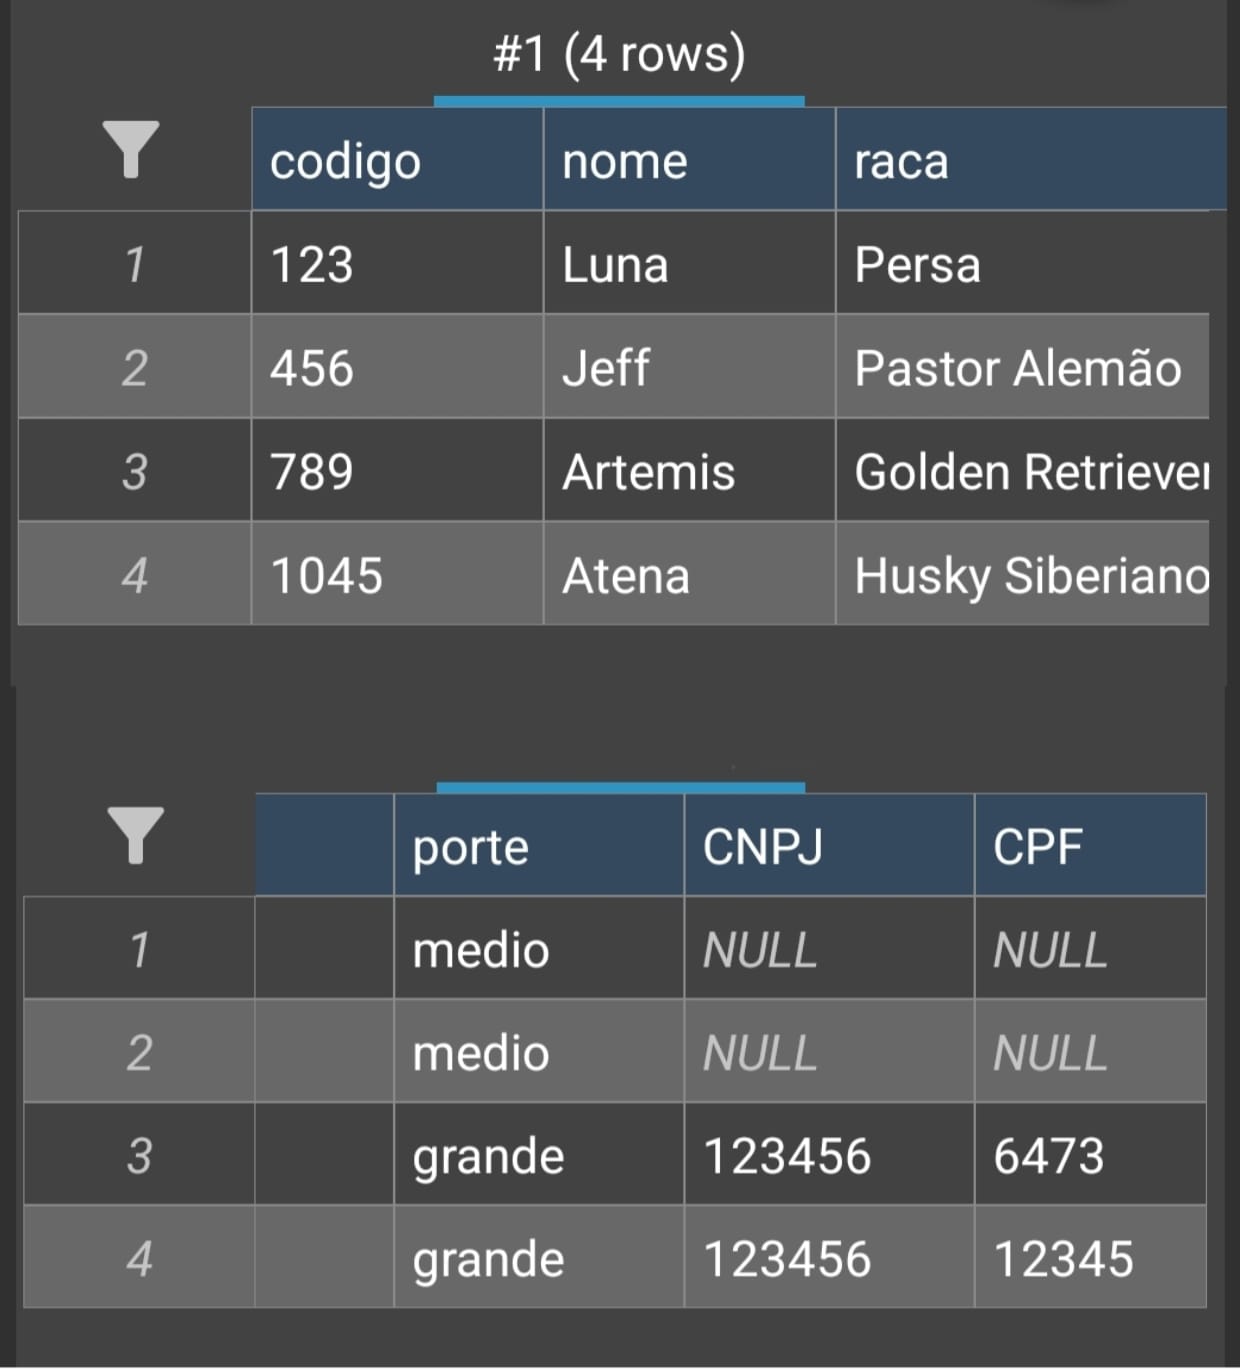 #1 (4 rows)
codigo nome raca
1 123 Luna Persa
2 456 Jeff Pastor Alemão
3 789 Artemis Golden Retriever
4 1045 Atena Husky Siberiano
porte CNPJ CPF
1 medio NULL NULL
2 medio NULL NULL
3 grande 123456 6473
4 grande 123456 12345